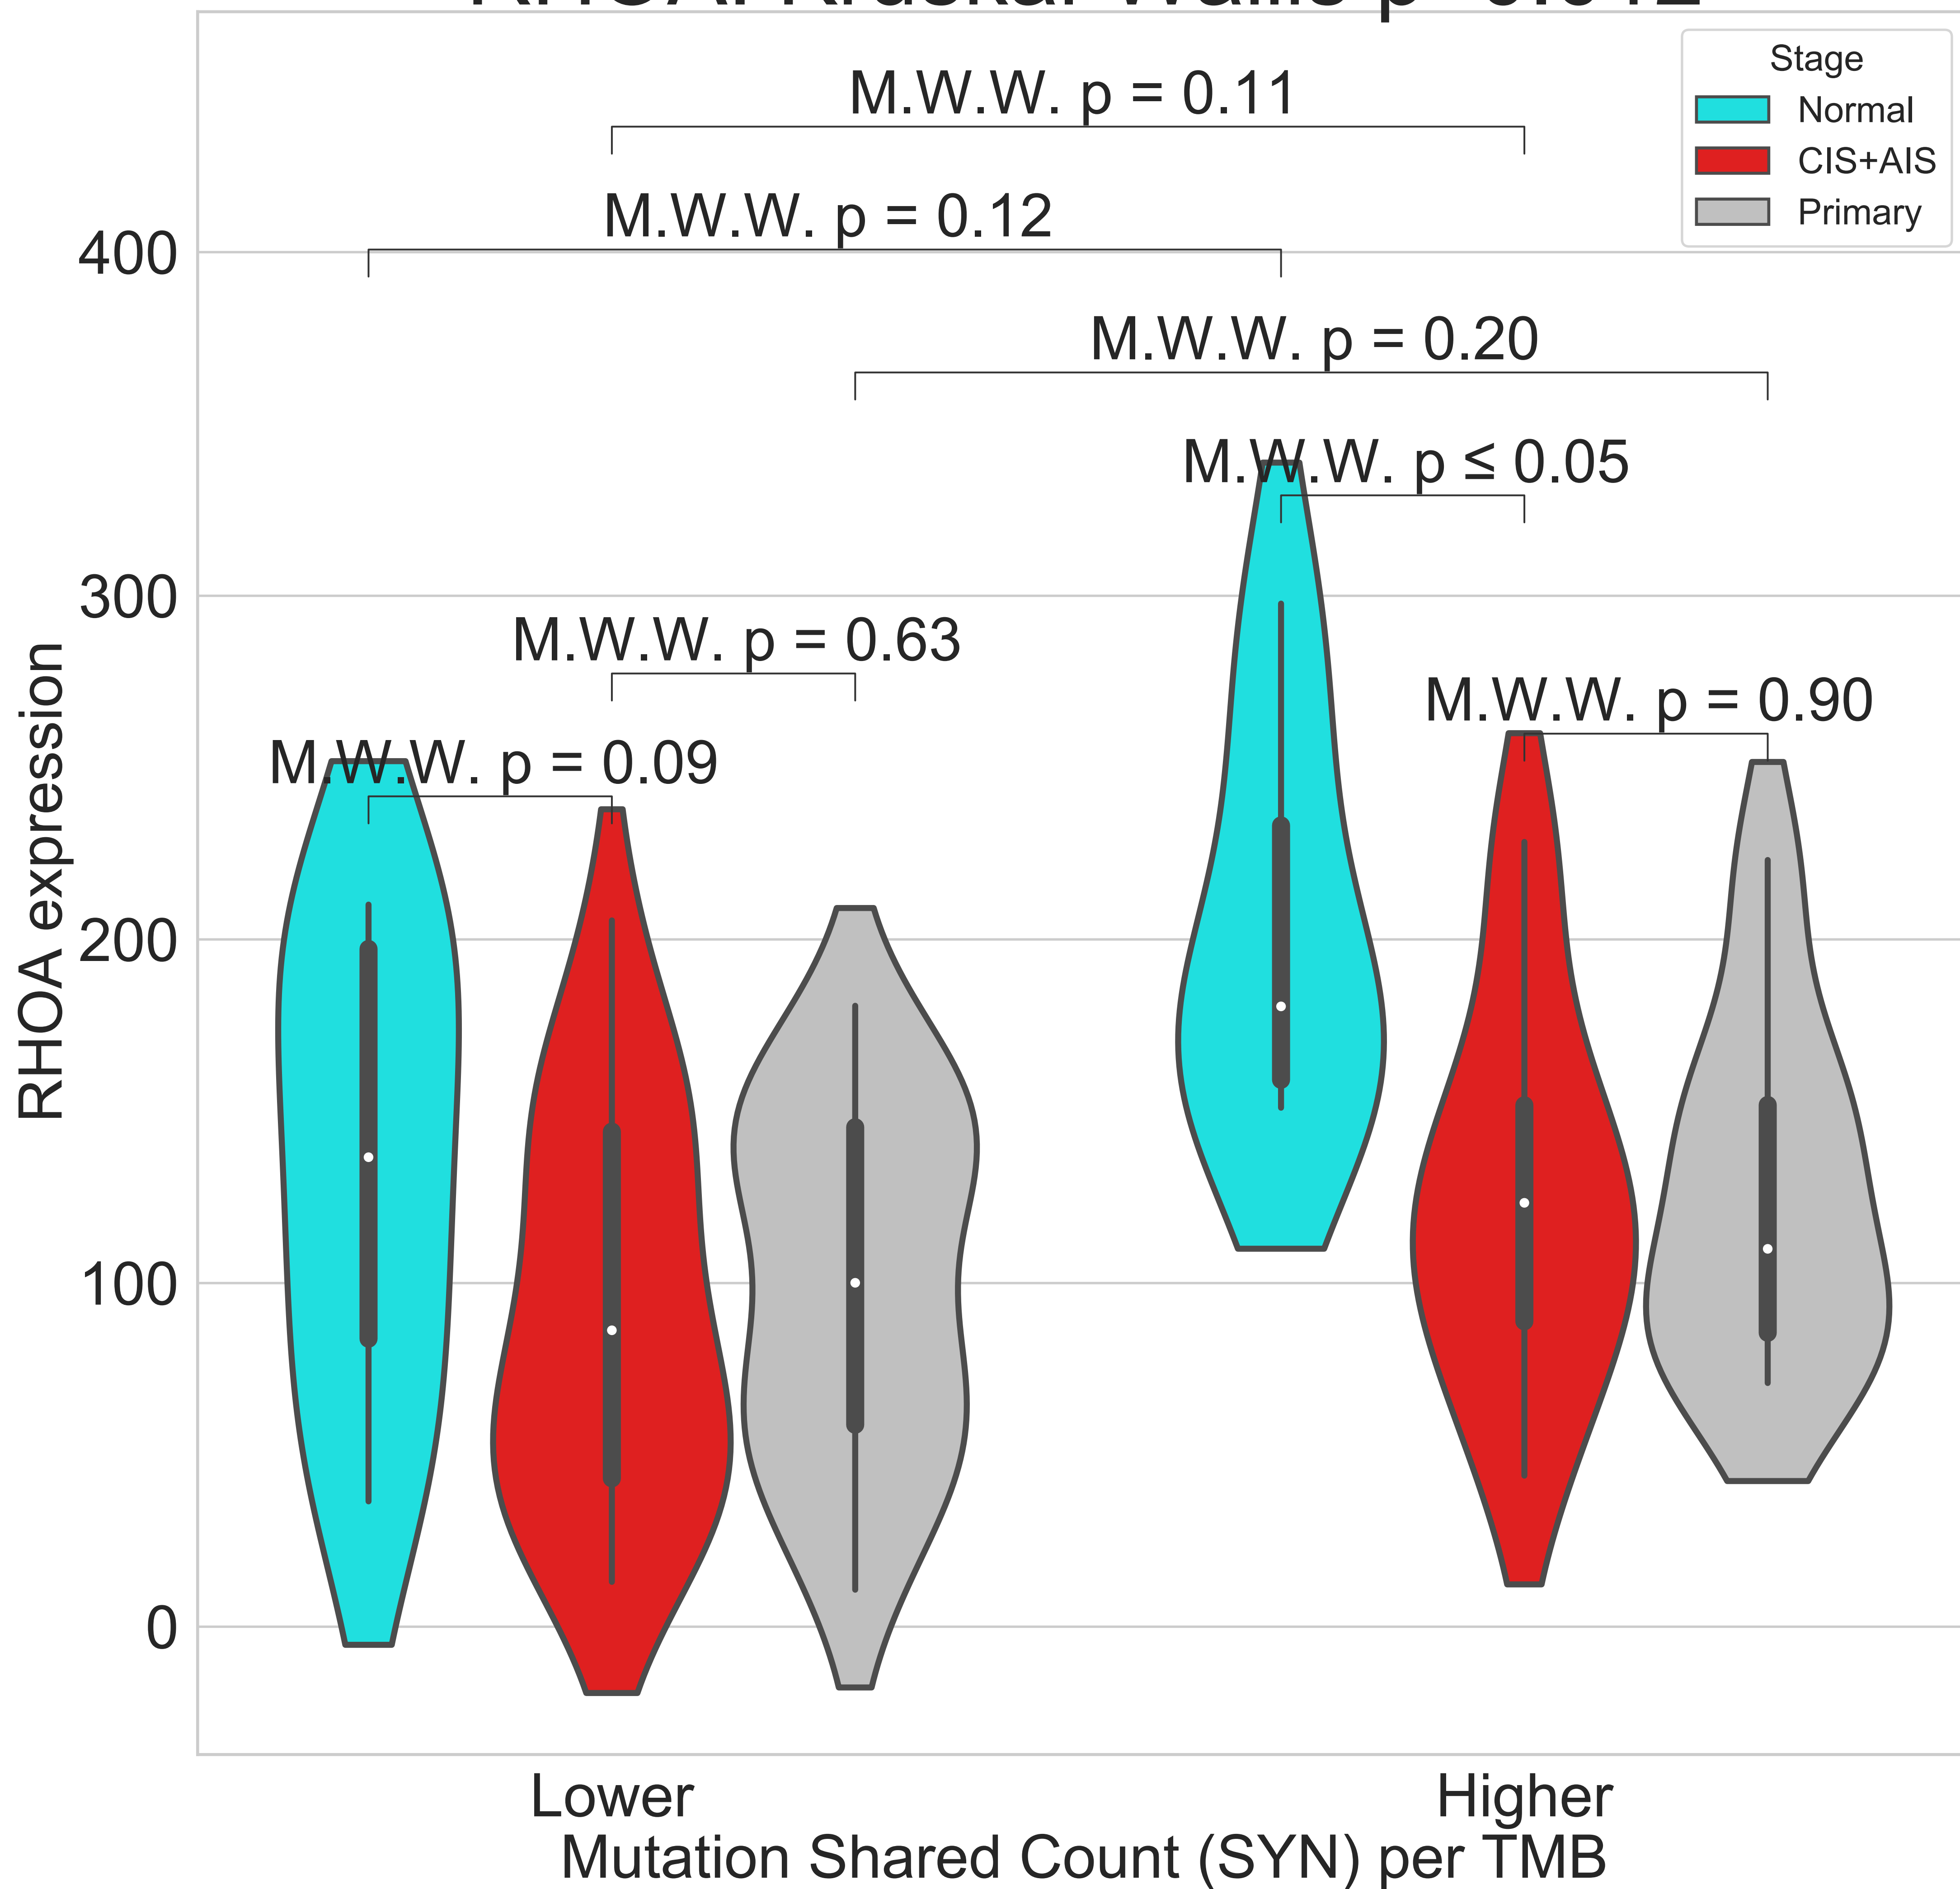 Stage
Normal
CIS+AIS
Primary
M.W.W. p = 0.11
M.W.W. p = 0.12
M.W.W. p = 0.20
M.W.W. p ≤ 0.05
M.W.W. p = 0.63
M.W.W. p = 0.90
M.W.W. p = 0.09
RHOA expression
400
300
200
100
0
Lower
Higher
Mutation Shared Count (SYN) per TMB